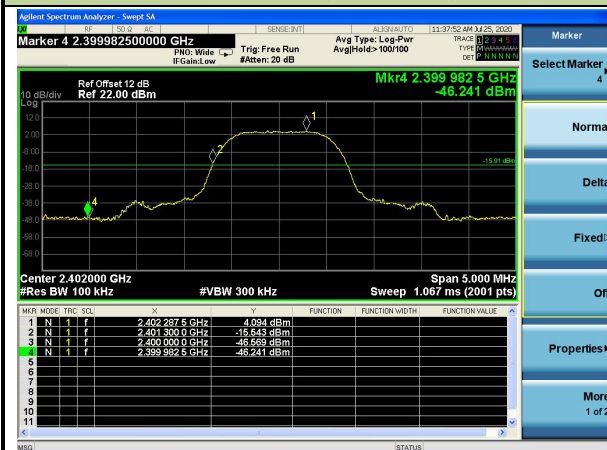 Agilent Spectrum Analyzer - Swept SA
RF 50 Ω AC SENSE:INT ALIGNAUTO 11:37:52 AM Jul 25, 2020
Marker 4 2.399982500000 GHz
PNO: Wide Trig: Free Run
IFGain:Low #Atten: 20 dB
Avg Type: Log-Pwr
Avg|Hold:> 100/100
TRACE 1 2 3 4 5 6
TYPE M
DET P N N N N N
Ref Offset 12 dB
10 dB/div Ref 22.00 dBm
Log
Mkr4 2.399 982 5 GHz
-46.241 dBm
12.0
2.00
-8.00
-18.0
-28.0
-38.0
-48.0
-58.0
-68.0
1
2
4
-15.91 dBm
Center 2.402000 GHz Span 5.000 MHz
#Res BW 100 kHz #VBW 300 kHz Sweep 1.067 ms (2001 pts)
MKR MODE TRC SCL X Y FUNCTION FUNCTION WIDTH FUNCTION VALUE
1 N 1 f 2.402 287 5 GHz 4.094 dBm
2 N 1 f 2.401 300 0 GHz -15.543 dBm
3 N 1 f 2.400 000 0 GHz -46.569 dBm
4 N 1 f 2.399 982 5 GHz -46.241 dBm
5
6
7
8
9
10
11
MSG STATUS
Marker
Select Marker
4
Norma
Delta
Fixed
Of
Properties
More
1 of 2